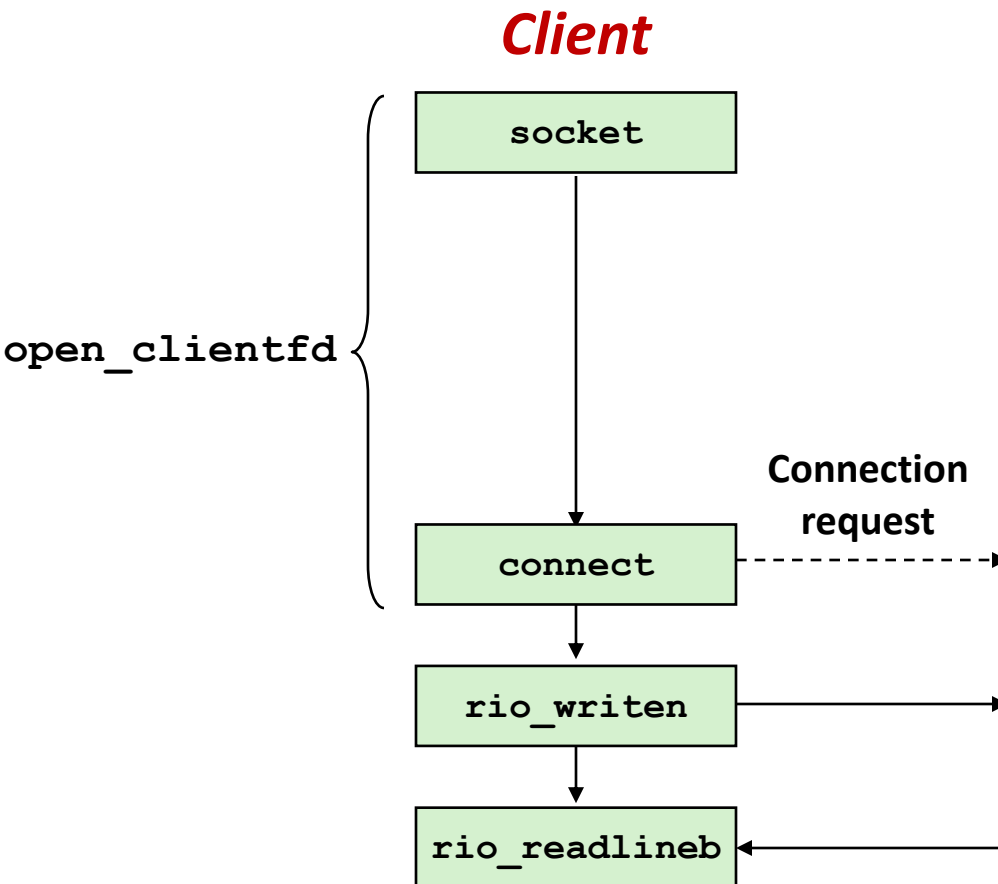 Client
socket
open_clientfd
Connection
request
connect
rio_writen
rio_readlineb